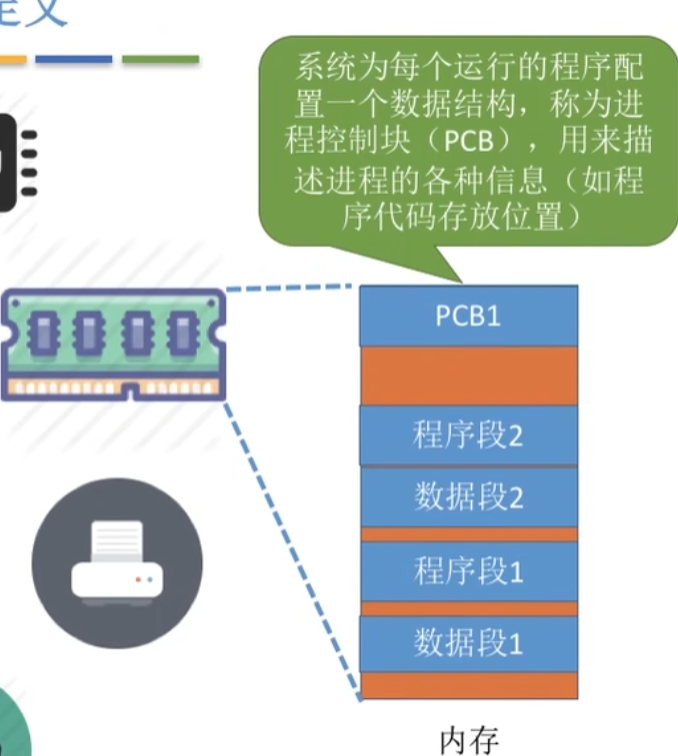 定义
系统为每个运行的程序配
置一个数据结构，称为进
程控制块（PCB），用来描
述进程的各种信息（如程
序代码存放位置）
PCB1
程序段2
数据段2
程序段1
数据段1
内存